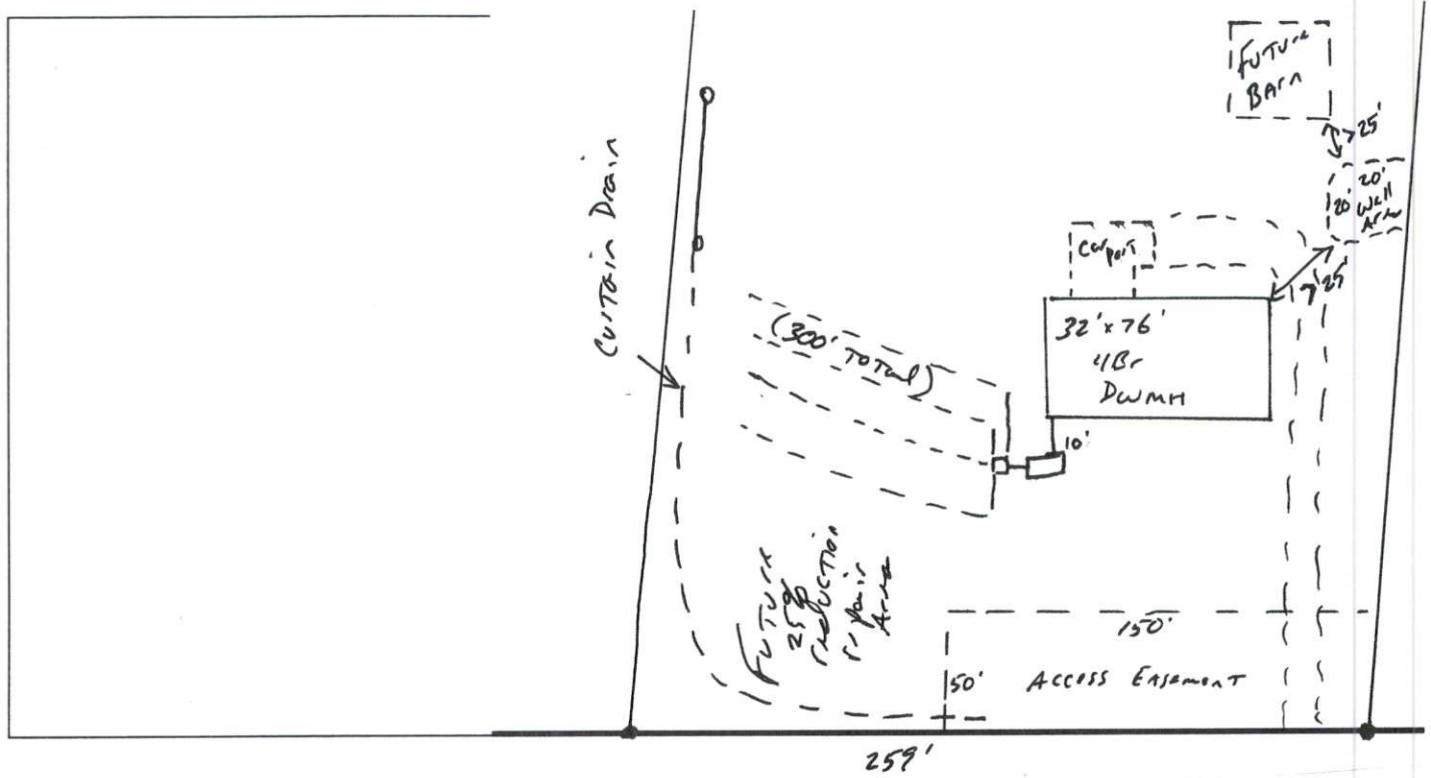 Future
Barn
>25'
20'
20'
Well
Area
Curtain Drain
Carport
>25'
(300' Total)
32' x 76'
4Br
DWMH
10'
Future
25%
reduction
repair
Area
150'
50'
Access Easement
259'